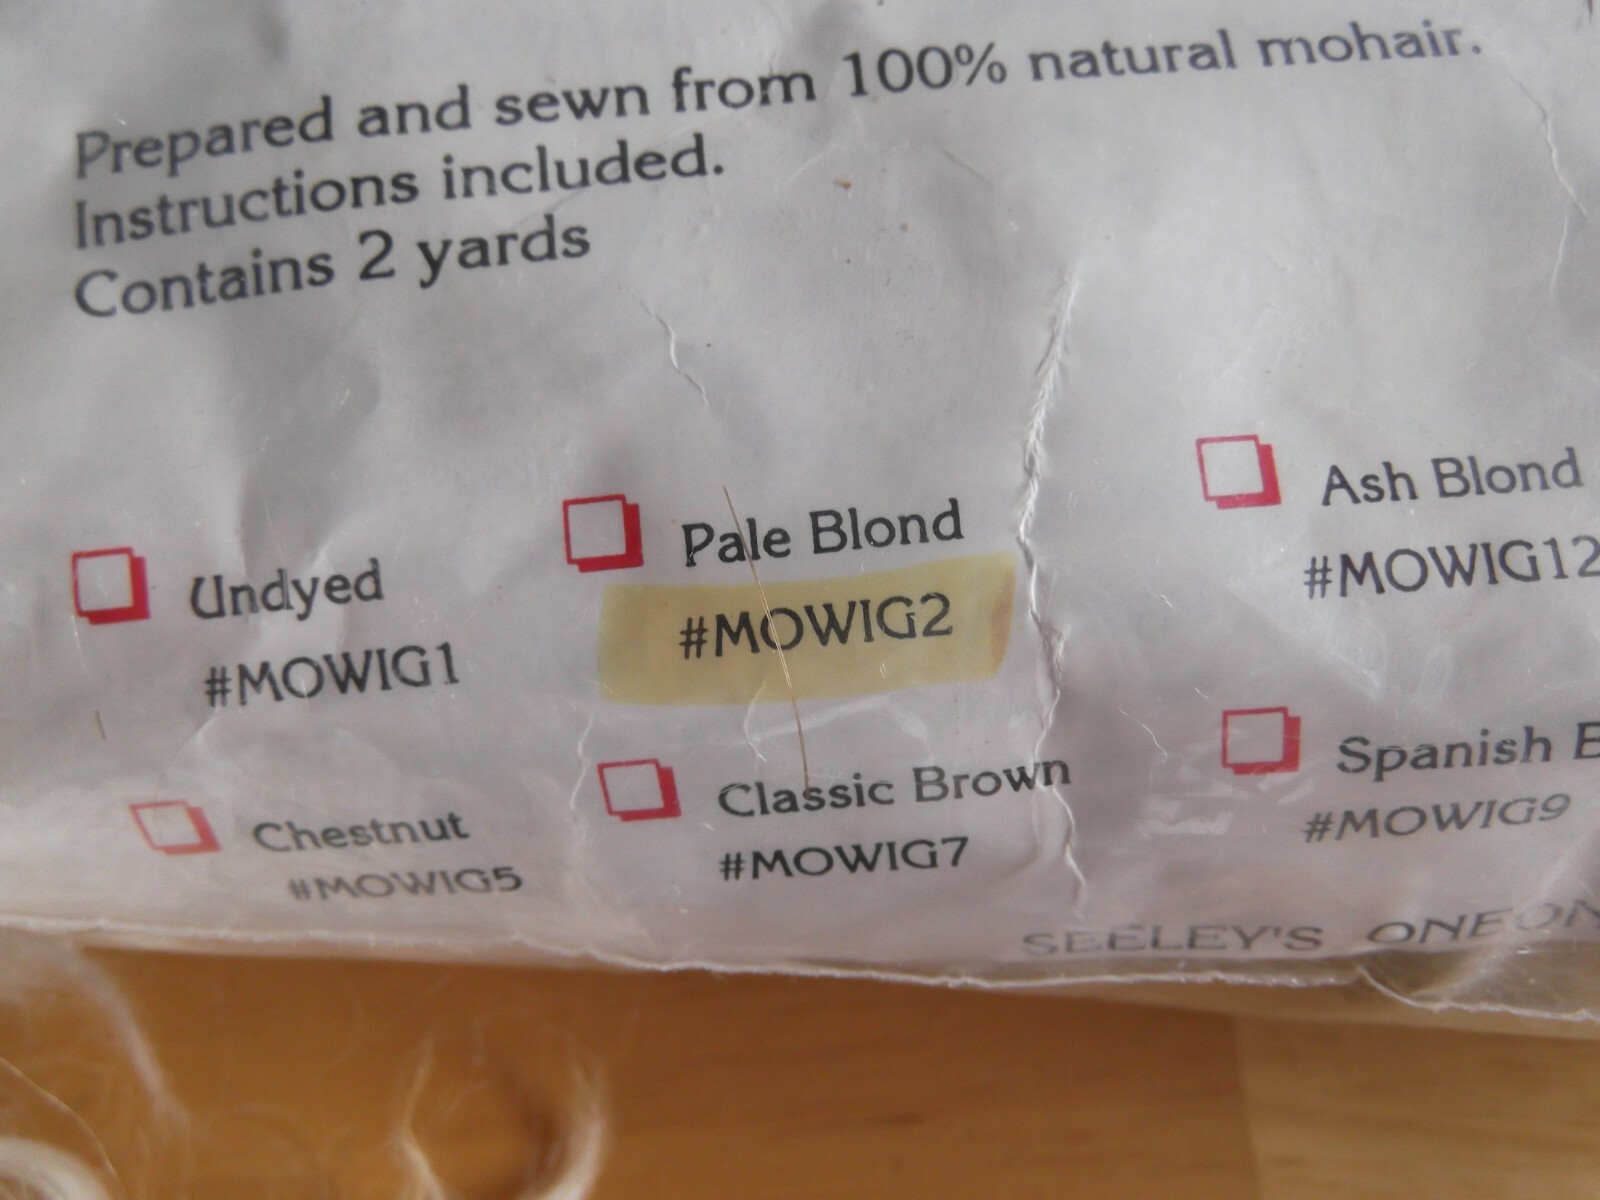 Prepared and sewn from 100% natural mohair.
Instructions included.
Contains 2 yards
Undyed
#MOWIG1
Pale Blond
#MOWIG2
Ash Blond
#MOWIG12
Chestnut
#MOWIG5
Classic Brown
#MOWIG7
Spanish
#MOWIG9
SEELEY'S